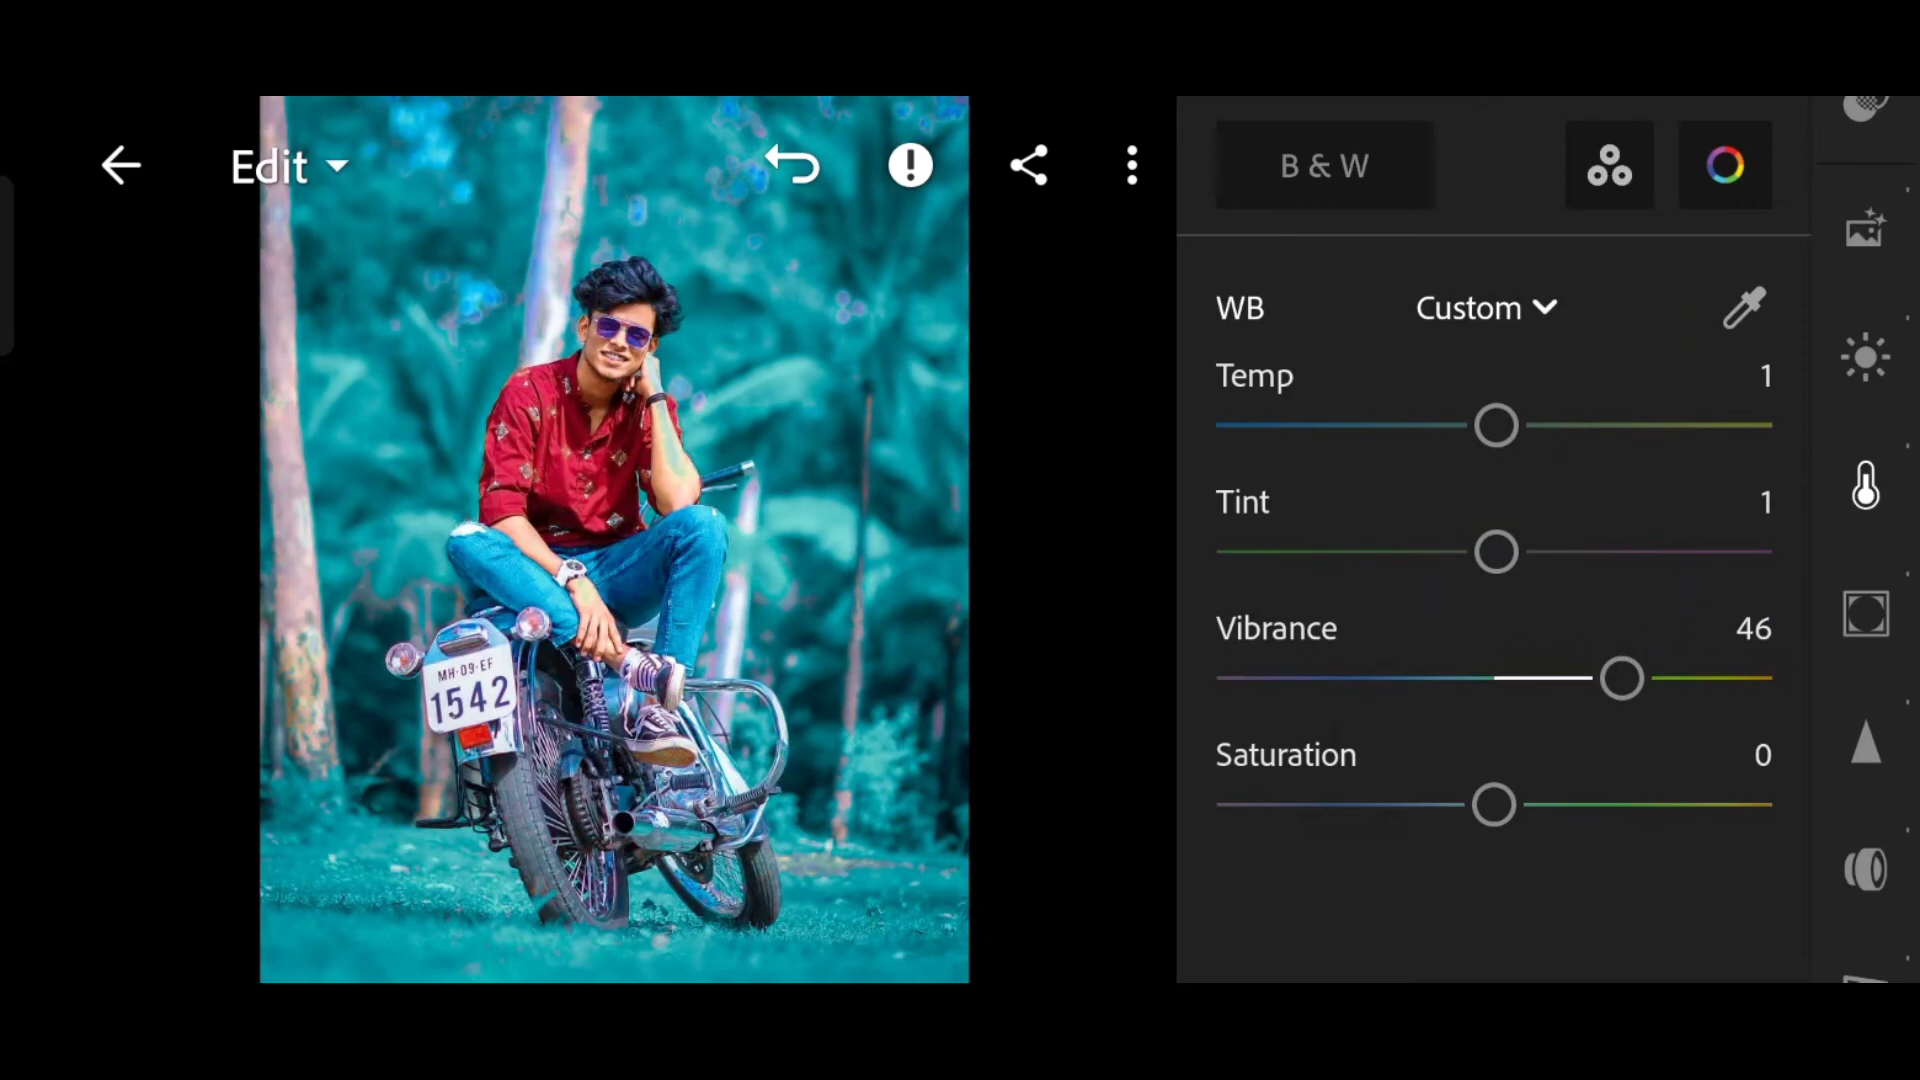 Edit
B & W
WB Custom
Temp 1
Tint 1
Vibrance 46
Saturation 0
MH·09·EF
1542